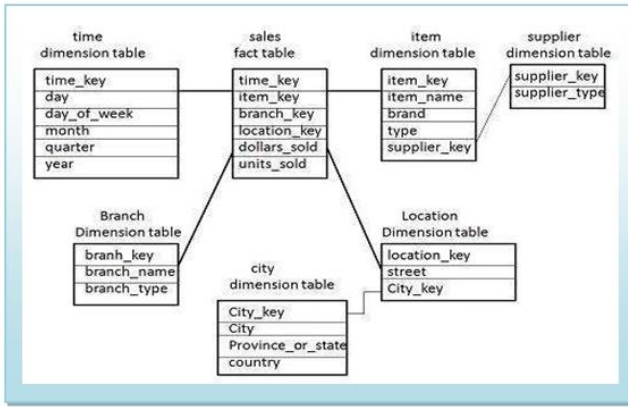 time
dimension table
time_key
day
day_of_week
month
quarter
year
sales
fact table
time_key
item_key
branch_key
location_key
dollars_sold
units_sold
item
dimension table
item_key
item_name
brand
type
supplier_key
supplier
dimension table
supplier_key
supplier_type
Branch
Dimension table
branh_key
branch_name
branch_type
city
dimension table
City_key
City
Province_or_state
country
Location
Dimension table
location_key
street
City_key